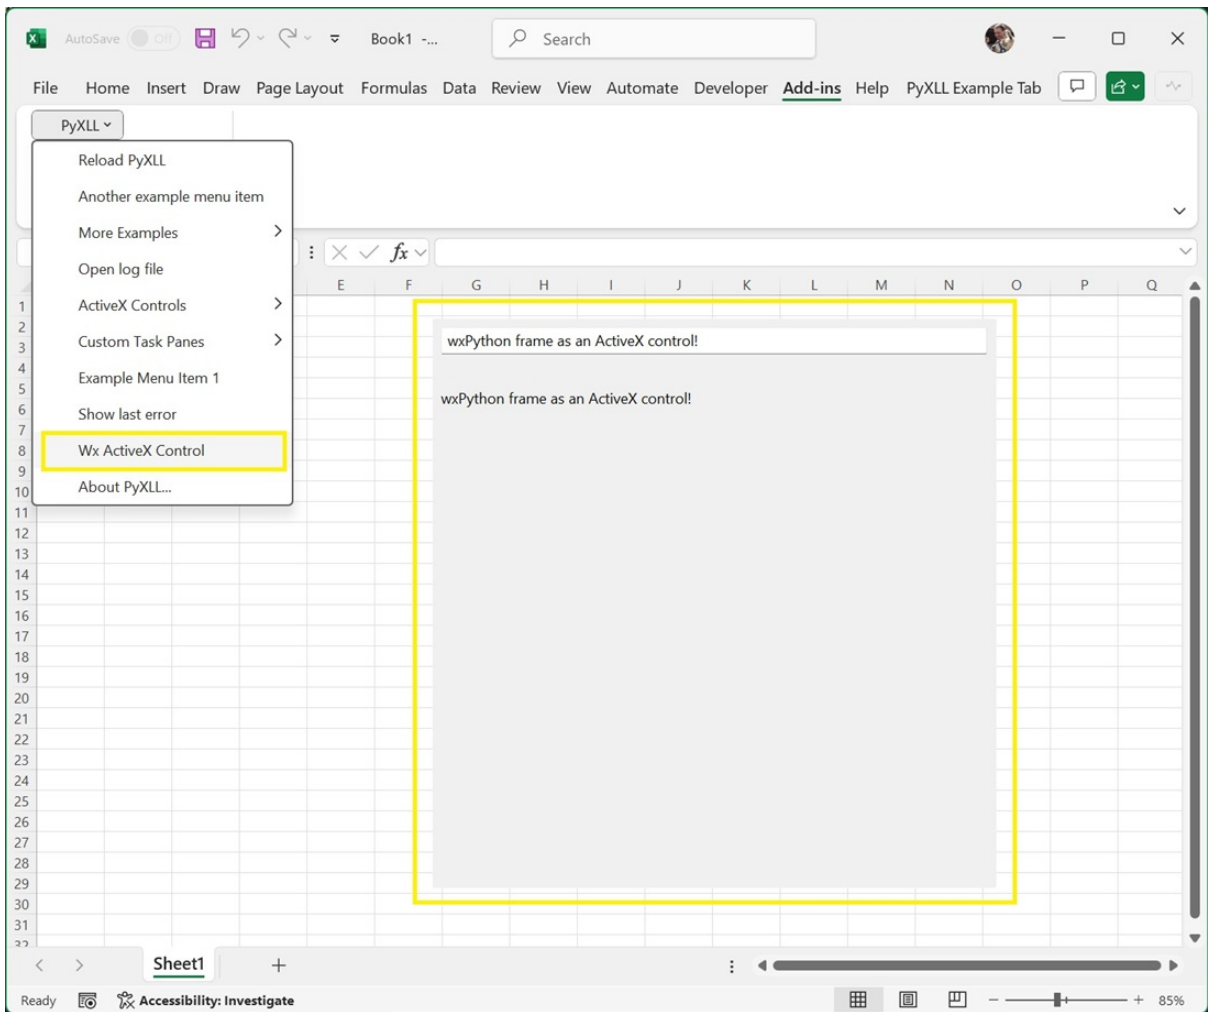 AutoSave Off Book1 -... Search
File Home Insert Draw Page Layout Formulas Data Review View Automate Developer Add-ins Help PyXLL Example Tab
PyXLL
Reload PyXLL
Another example menu item
More Examples
Open log file
ActiveX Controls
Custom Task Panes
Example Menu Item 1
Show last error
Wx ActiveX Control
About PyXLL...
fx
E F G H I J K L M N O P Q
1
2
3
4
5
6
7
8
9
10
11
12
13
14
15
16
17
18
19
20
21
22
23
24
25
26
27
28
29
30
31
32
wxPython frame as an ActiveX control!
wxPython frame as an ActiveX control!
Sheet1
Ready Accessibility: Investigate 85%